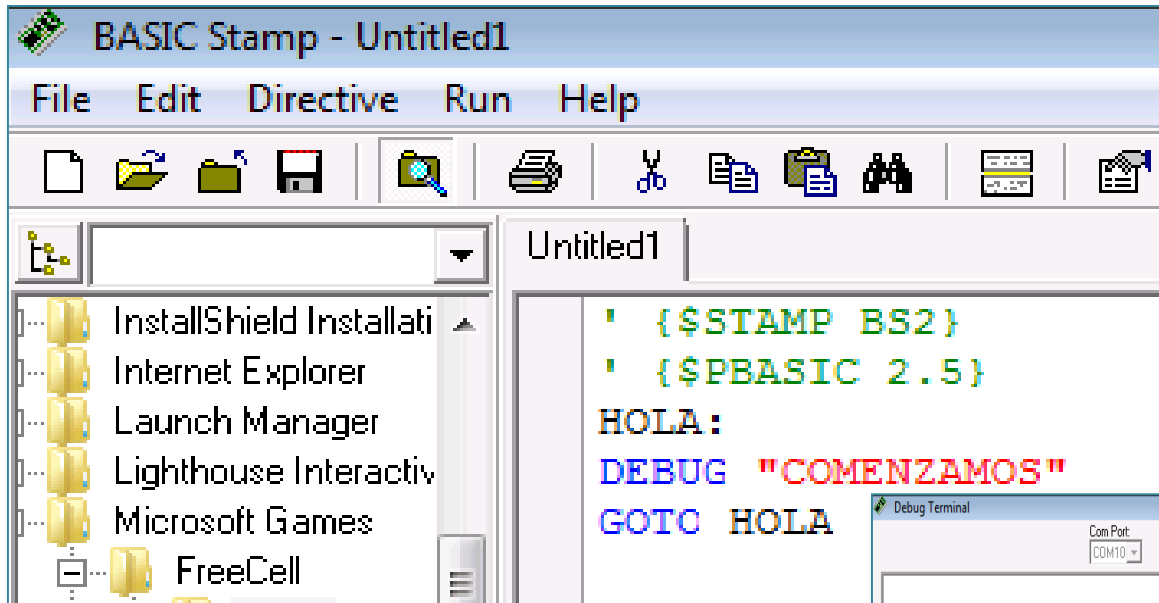 BASIC Stamp - Untitled1
File Edit Directive Run Help
Untitled1
InstallShield Installati
Internet Explorer
Launch Manager
Lighthouse Interactiv
Microsoft Games
FreeCell
' {$STAMP BS2}
' {$PBASIC 2.5}
HOLA:
DEBUG "COMENZAMOS"
GOTO HOLA
Debug Terminal
Com Port
COM10